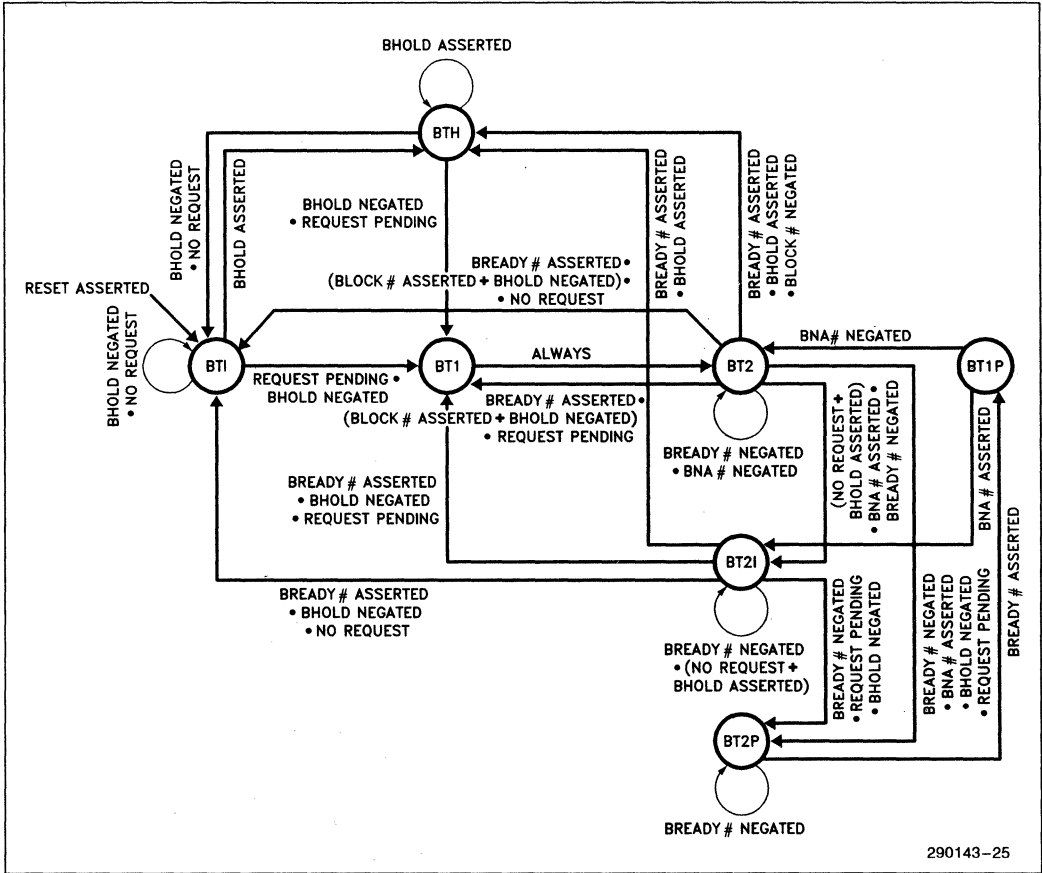 BHOLD ASSERTED
BTH
BHOLD NEGATED
• NO REQUEST
BHOLD ASSERTED
BHOLD NEGATED
• REQUEST PENDING
BREADY # ASSERTED
• BHOLD ASSERTED
BREADY # ASSERTED
• BHOLD ASSERTED
• BLOCK # NEGATED
BREADY # ASSERTED •
(BLOCK # ASSERTED + BHOLD NEGATED) •
• NO REQUEST
RESET ASSERTED
BHOLD NEGATED
• NO REQUEST
BTI
REQUEST PENDING •
BHOLD NEGATED
BT1
ALWAYS
BT2
BNA# NEGATED
BT1P
BREADY # ASSERTED •
(BLOCK # ASSERTED + BHOLD NEGATED)
• REQUEST PENDING
BREADY # NEGATED
• BNA # NEGATED
(NO REQUEST +
BHOLD ASSERTED)
• BNA # ASSERTED •
BREADY # NEGATED
BNA # ASSERTED
BREADY # ASSERTED
BREADY # ASSERTED
• BHOLD NEGATED
• REQUEST PENDING
BT2I
BREADY # ASSERTED
• BHOLD NEGATED
• NO REQUEST
BREADY # NEGATED
• (NO REQUEST +
BHOLD ASSERTED)
BREADY # NEGATED
• REQUEST PENDING
• BHOLD NEGATED
BREADY # NEGATED
• BNA # ASSERTED
• BHOLD NEGATED
• REQUEST PENDING
BT2P
BREADY # NEGATED
290143-25